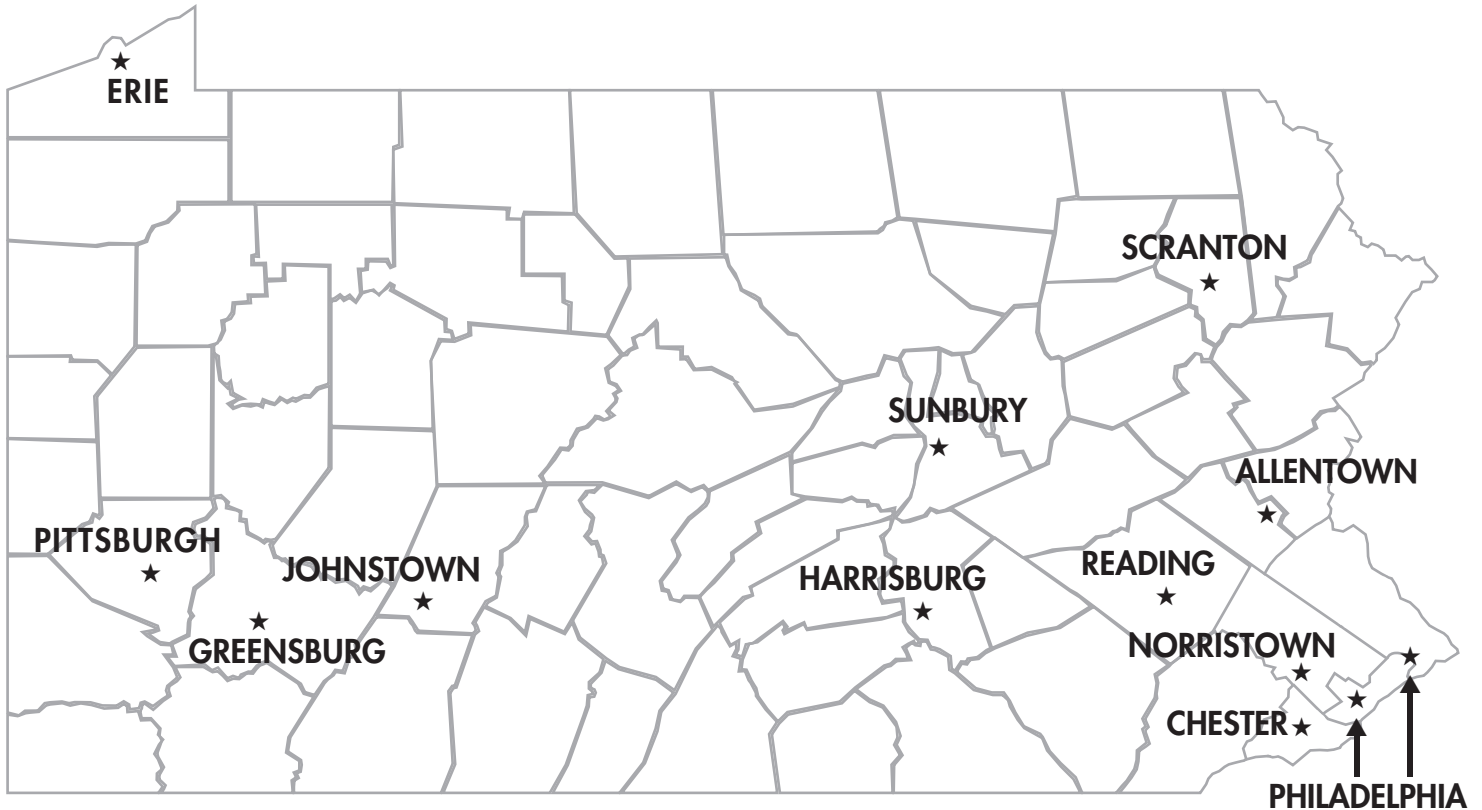 ERIE
SCRANTON
SUNBURY
ALLENTOWN
PITTSBURGH
JOHNSTOWN
HARRISBURG
READING
GREENSBURG
NORRISTOWN
CHESTER
PHILADELPHIA